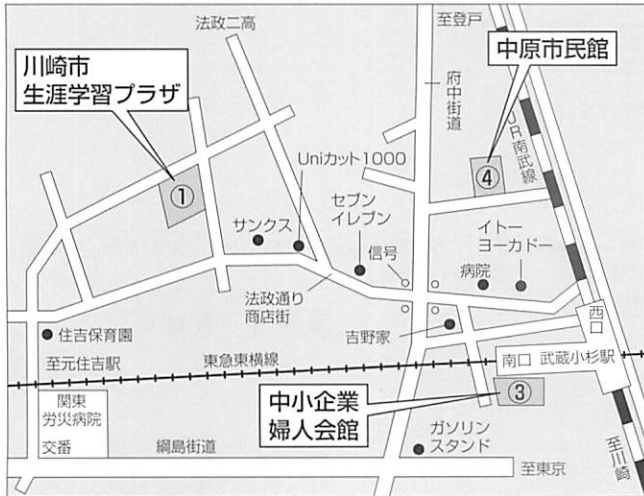 法政二高
至登戸
中原市民館
川崎市
生涯学習プラザ
府中街道
JR南武線
Uniカット1000
①
④
サンクス
セブン
イレブン
信号
病院
イトー
ヨーカドー
法政通り
商店街
吉野家
西口
住吉保育園
至元住吉駅
東急東横線
南口 武蔵小杉駅
関東
労災病院
中小企業
婦人会館
③
交番
綱島街道
ガソリン
スタンド
至東京
至川崎